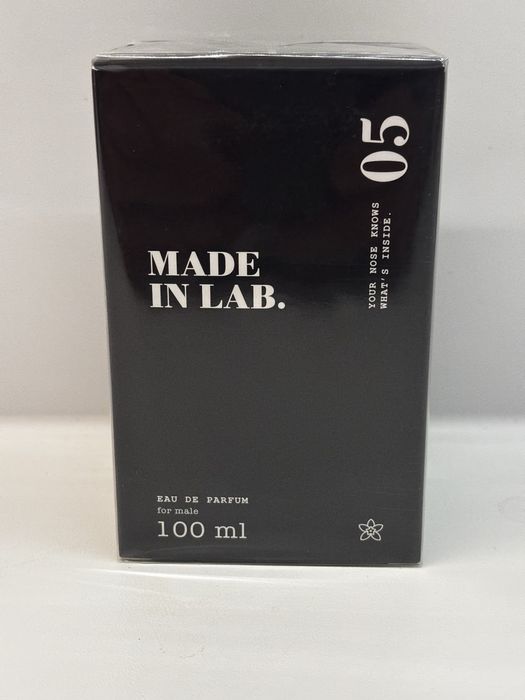 05
YOUR NOSE KNOWS
WHAT'S INSIDE.
MADE
IN LAB.
EAU DE PARFUM
for male
100 ml